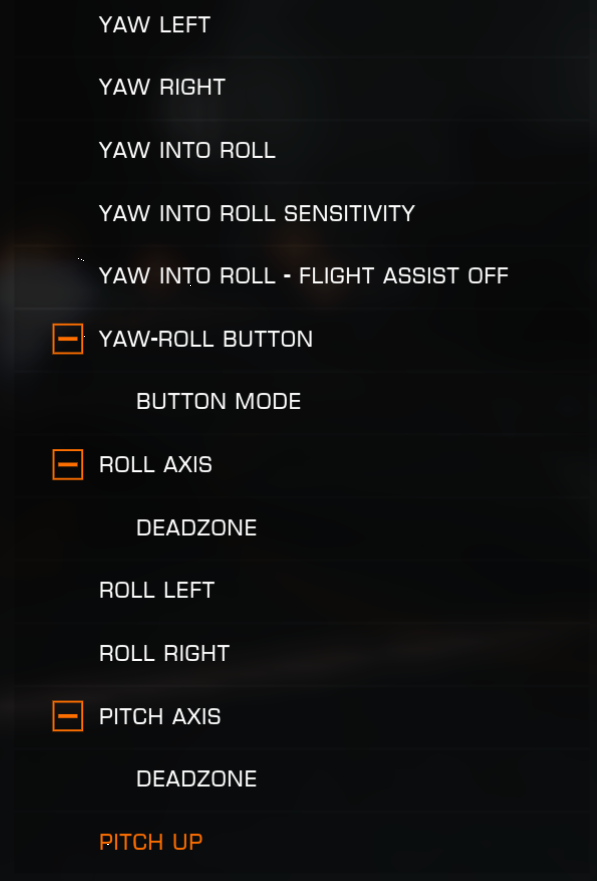 YAW LEFT
YAW RIGHT
YAW INTO ROLL
YAW INTO ROLL SENSITIVITY
YAW INTO ROLL - FLIGHT ASSIST OFF
YAW-ROLL BUTTON
BUTTON MODE
ROLL AXIS
DEADZONE
ROLL LEFT
ROLL RIGHT
PITCH AXIS
DEADZONE
PITCH UP